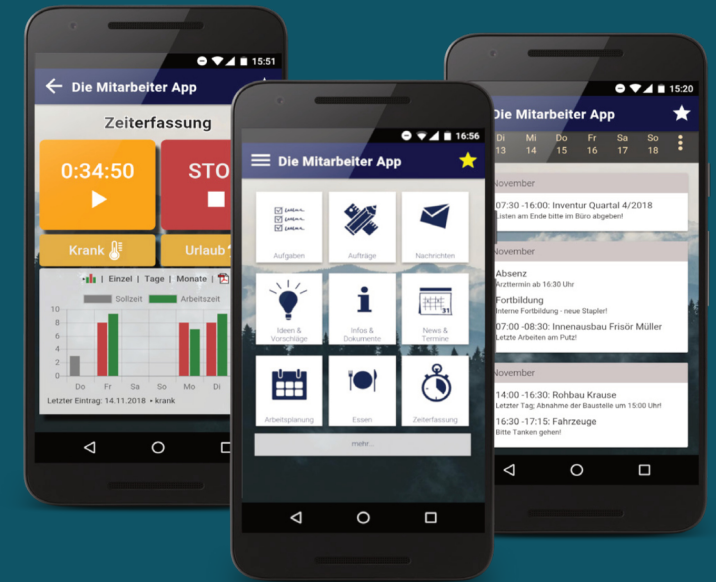 15:51
Die Mitarbeiter App
Zeiterfassung
0:34:50
STO
Krank
Urlaub
| Einzel | Tage | Monate |
Sollzeit Arbeitszeit
10
8
6
4
2
0
Do Fr Sa So Mo Di
Letzter Eintrag: 14.11.2018 • krank
16:56
Die Mitarbeiter App
Aufgaben
Aufträge
Nachrichten
Ideen &
Vorschläge
Infos &
Dokumente
31
News &
Termine
Arbeitsplanung
Essen
Zeiterfassung
mehr...
15:20
Die Mitarbeiter App
Di Mi Do Fr Sa So
13 14 15 16 17 18
November
07:30 -16:00: Inventur Quartal 4/2018
Listen am Ende bitte im Büro abgeben!
November
Absenz
Arzttermin ab 16:30 Uhr
Fortbildung
Interne Fortbildung - neue Stapler!
07:00 -08:30: Innenausbau Frisör Müller
Letzte Arbeiten am Putz!
November
14:00 -16:30: Rohbau Krause
Letzter Tag; Abnahme der Baustelle um 15:00 Uhr!
16:30 -17:15: Fahrzeuge
Bitte Tanken gehen!